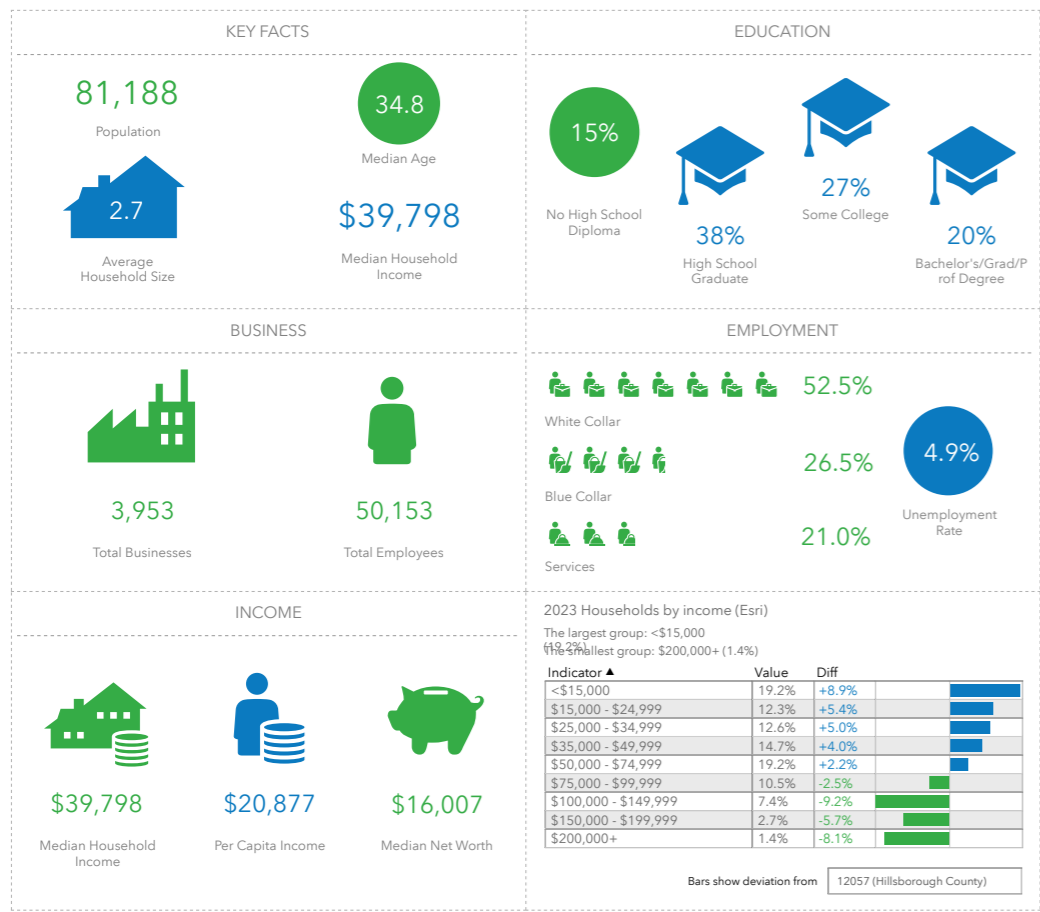 KEY FACTS
81,188
Population
34.8
Median Age
2.7
Average
Household Size
$39,798
Median Household
Income
EDUCATION
15%
No High School
Diploma
38%
High School
Graduate
27%
Some College
20%
Bachelor's/Grad/P
rof Degree
BUSINESS
3,953
Total Businesses
50,153
Total Employees
EMPLOYMENT
52.5%
White Collar
26.5%
Blue Collar
21.0%
Services
4.9%
Unemployment
Rate
INCOME
$39,798
Median Household
Income
$20,877
Per Capita Income
$16,007
Median Net Worth
2023 Households by income (Esri)
The largest group: <$15,000
(19.2%)
The smallest group: $200,000+ (1.4%)
Indicator ▲ Value Diff
<$15,000 19.2% +8.9%
$15,000 - $24,999 12.3% +5.4%
$25,000 - $34,999 12.6% +5.0%
$35,000 - $49,999 14.7% +4.0%
$50,000 - $74,999 19.2% +2.2%
$75,000 - $99,999 10.5% -2.5%
$100,000 - $149,999 7.4% -9.2%
$150,000 - $199,999 2.7% -5.7%
$200,000+ 1.4% -8.1%
Bars show deviation from 12057 (Hillsborough County)